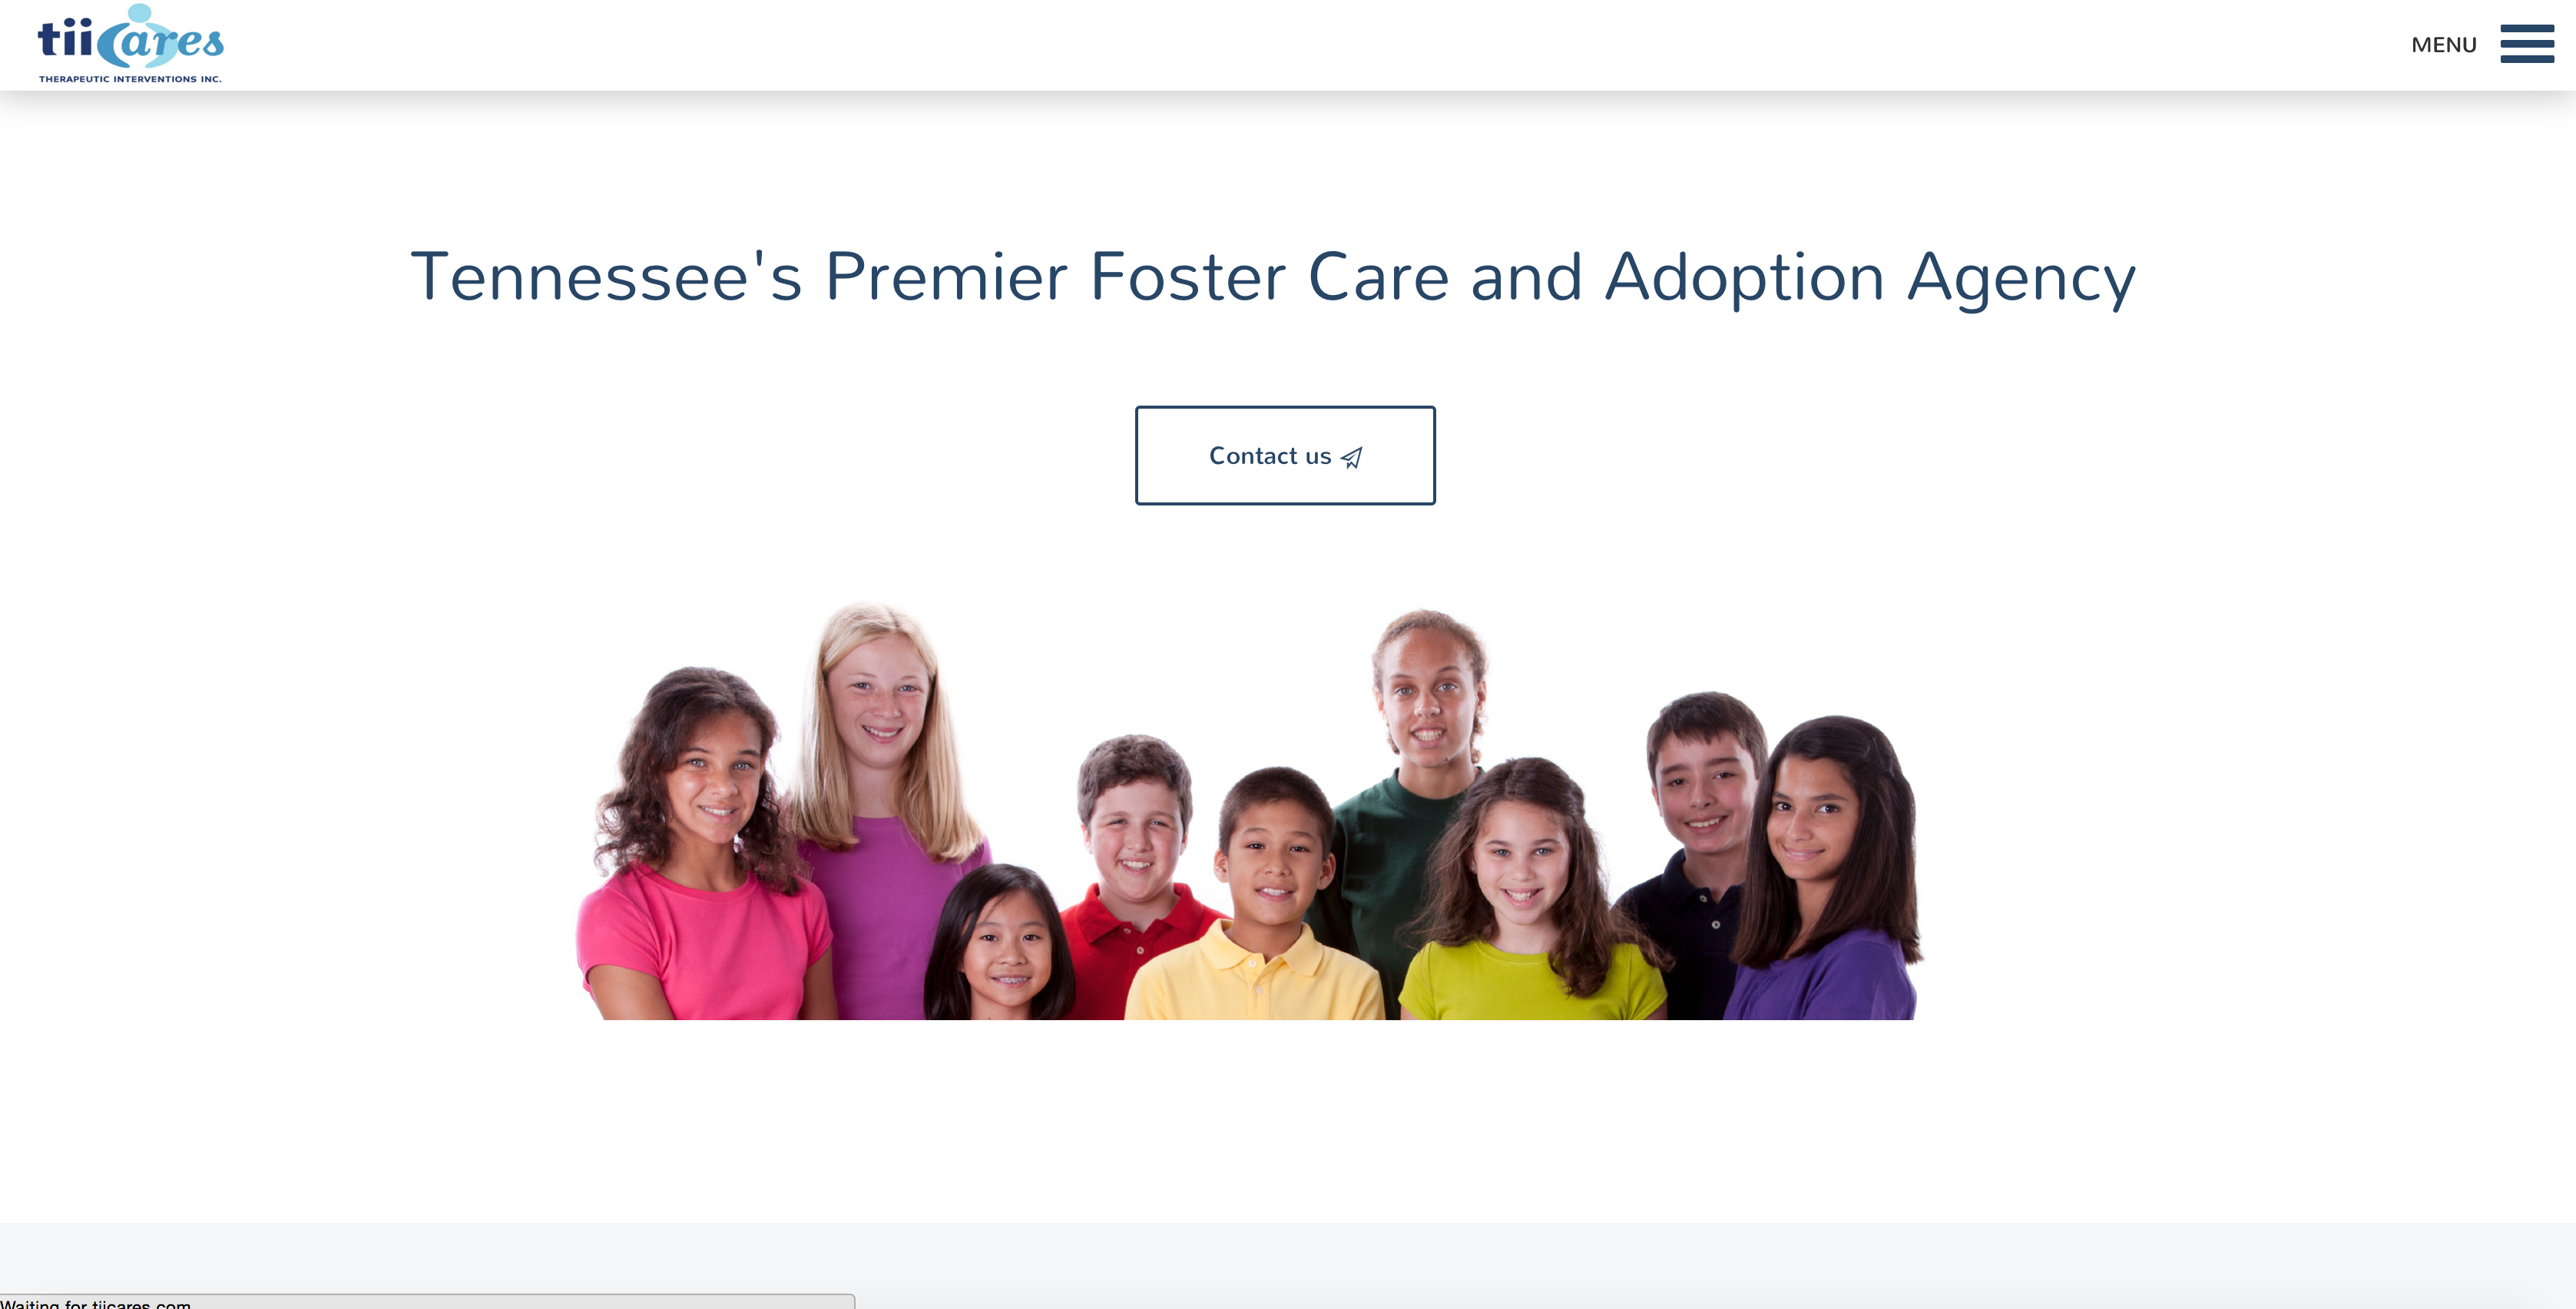 tiiCares
THERAPEUTIC INTERVENTIONS INC.
MENU
Tennessee's Premier Foster Care and Adoption Agency
Contact us
Waiting for tiicares.com